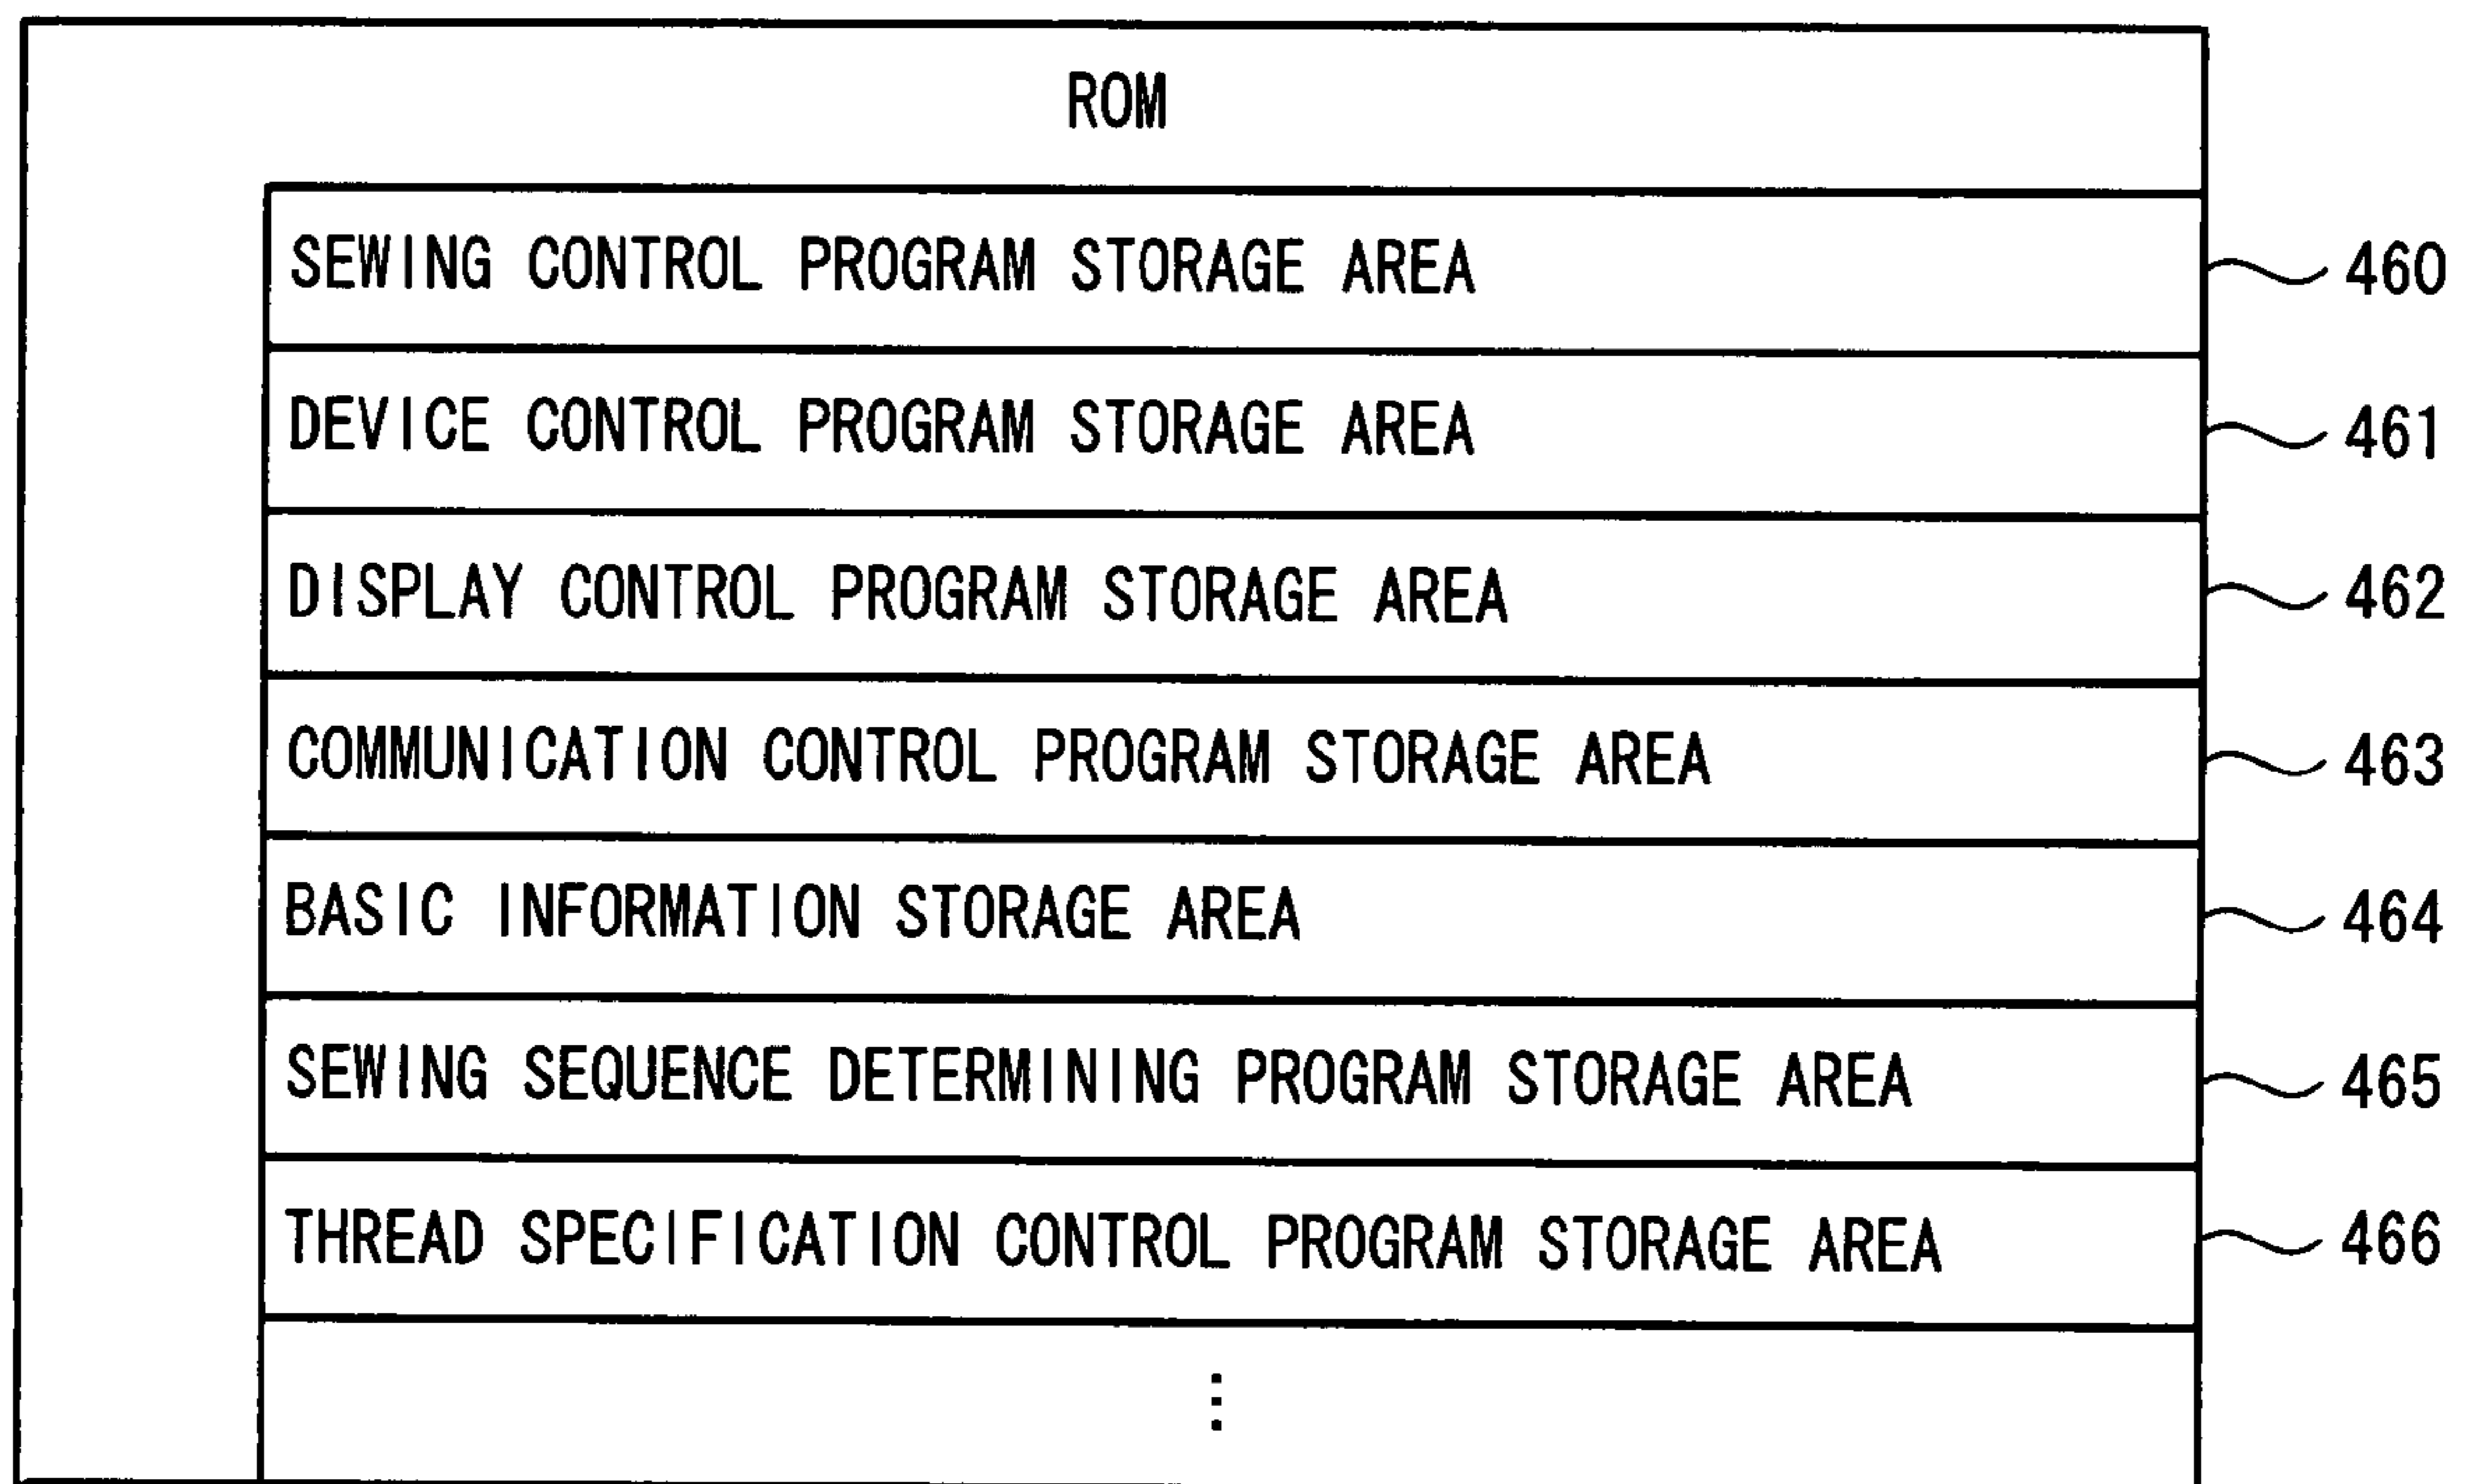 ROM
SEWING CONTROL PROGRAM STORAGE AREA 460
DEVICE CONTROL PROGRAM STORAGE AREA 461
DISPLAY CONTROL PROGRAM STORAGE AREA 462
COMMUNICATION CONTROL PROGRAM STORAGE AREA 463
BASIC INFORMATION STORAGE AREA 464
SEWING SEQUENCE DETERMINING PROGRAM STORAGE AREA 465
THREAD SPECIFICATION CONTROL PROGRAM STORAGE AREA 466
⋮